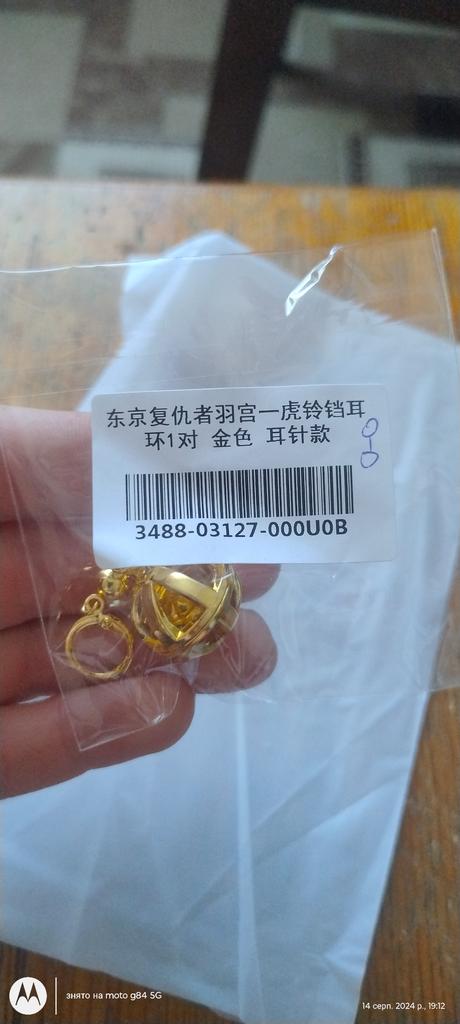 东京复仇者羽宫一虎铃铛耳
环1对 金色 耳针款
3488-03127-000U0B
знято на moto g84 5G
14 серп. 2024 р., 19:12